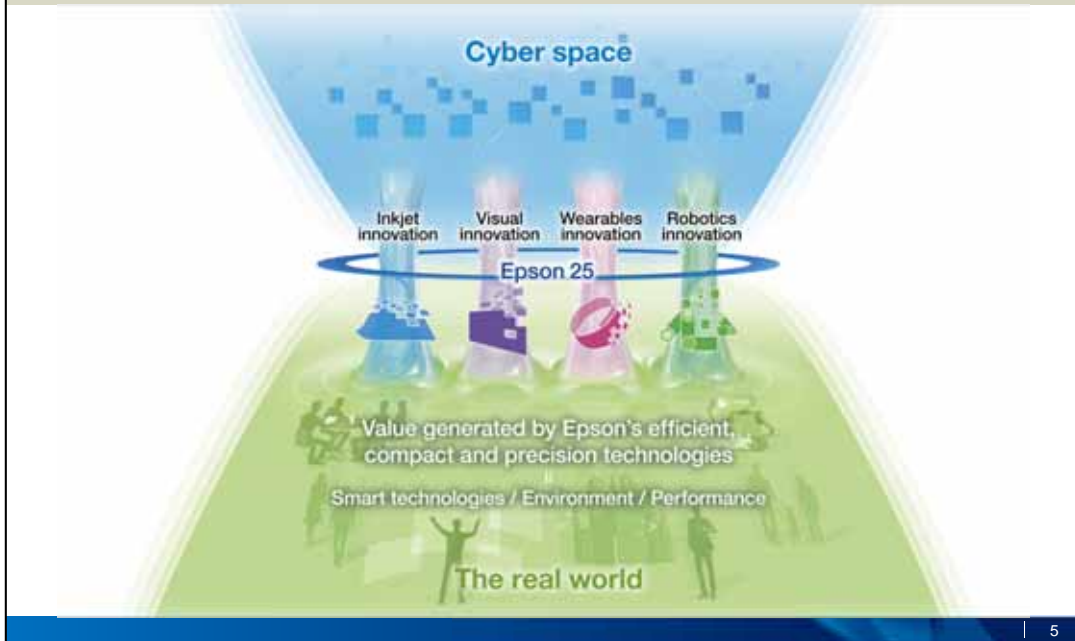 Cyber space
Inkjet
innovation
Visual
innovation
Wearables
innovation
Robotics
innovation
Epson 25
Value generated by Epson's efficient,
compact and precision technologies
Smart technologies / Environment / Performance
The real world
5